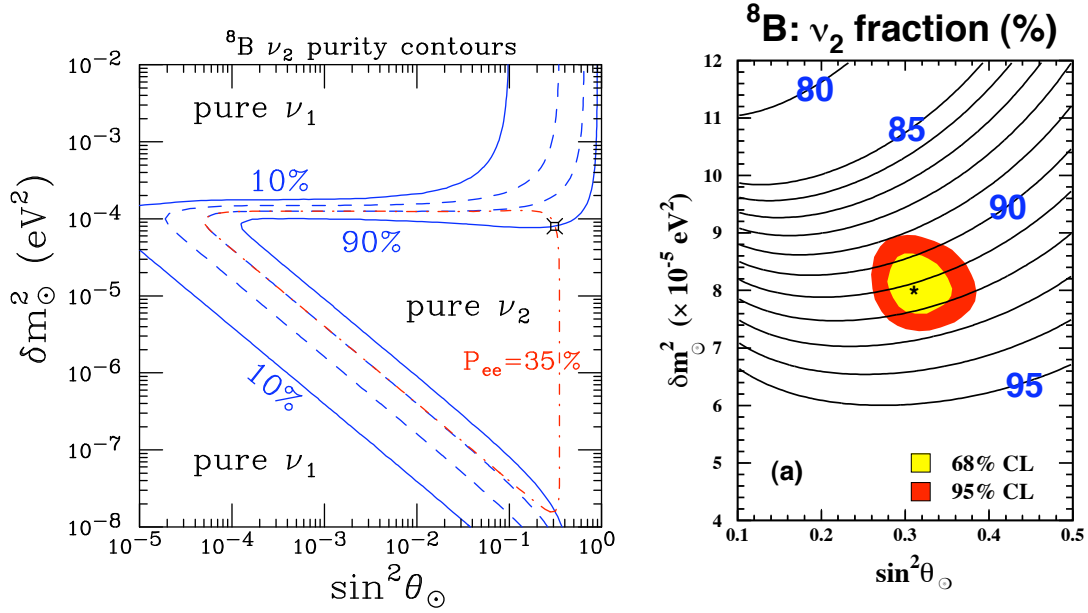 ⁸B ν₂ purity contours
10⁻²
10⁻³
10⁻⁴
10⁻⁵
10⁻⁶
10⁻⁷
10⁻⁸
δm²⊙ (eV²)
pure ν₁
10%
90%
pure ν₂
P_ee=35%
10%
pure ν₁
10⁻⁵ 10⁻⁴ 10⁻³ 10⁻² 10⁻¹ 10⁰
sin²θ⊙
⁸B: ν₂ fraction (%)
12
11
10
9
8
7
6
5
4
δm²⊙ (× 10⁻⁵ eV²)
80
85
90
95
*
(a)
68% CL
95% CL
0.1 0.2 0.3 0.4 0.5
sin²θ⊙